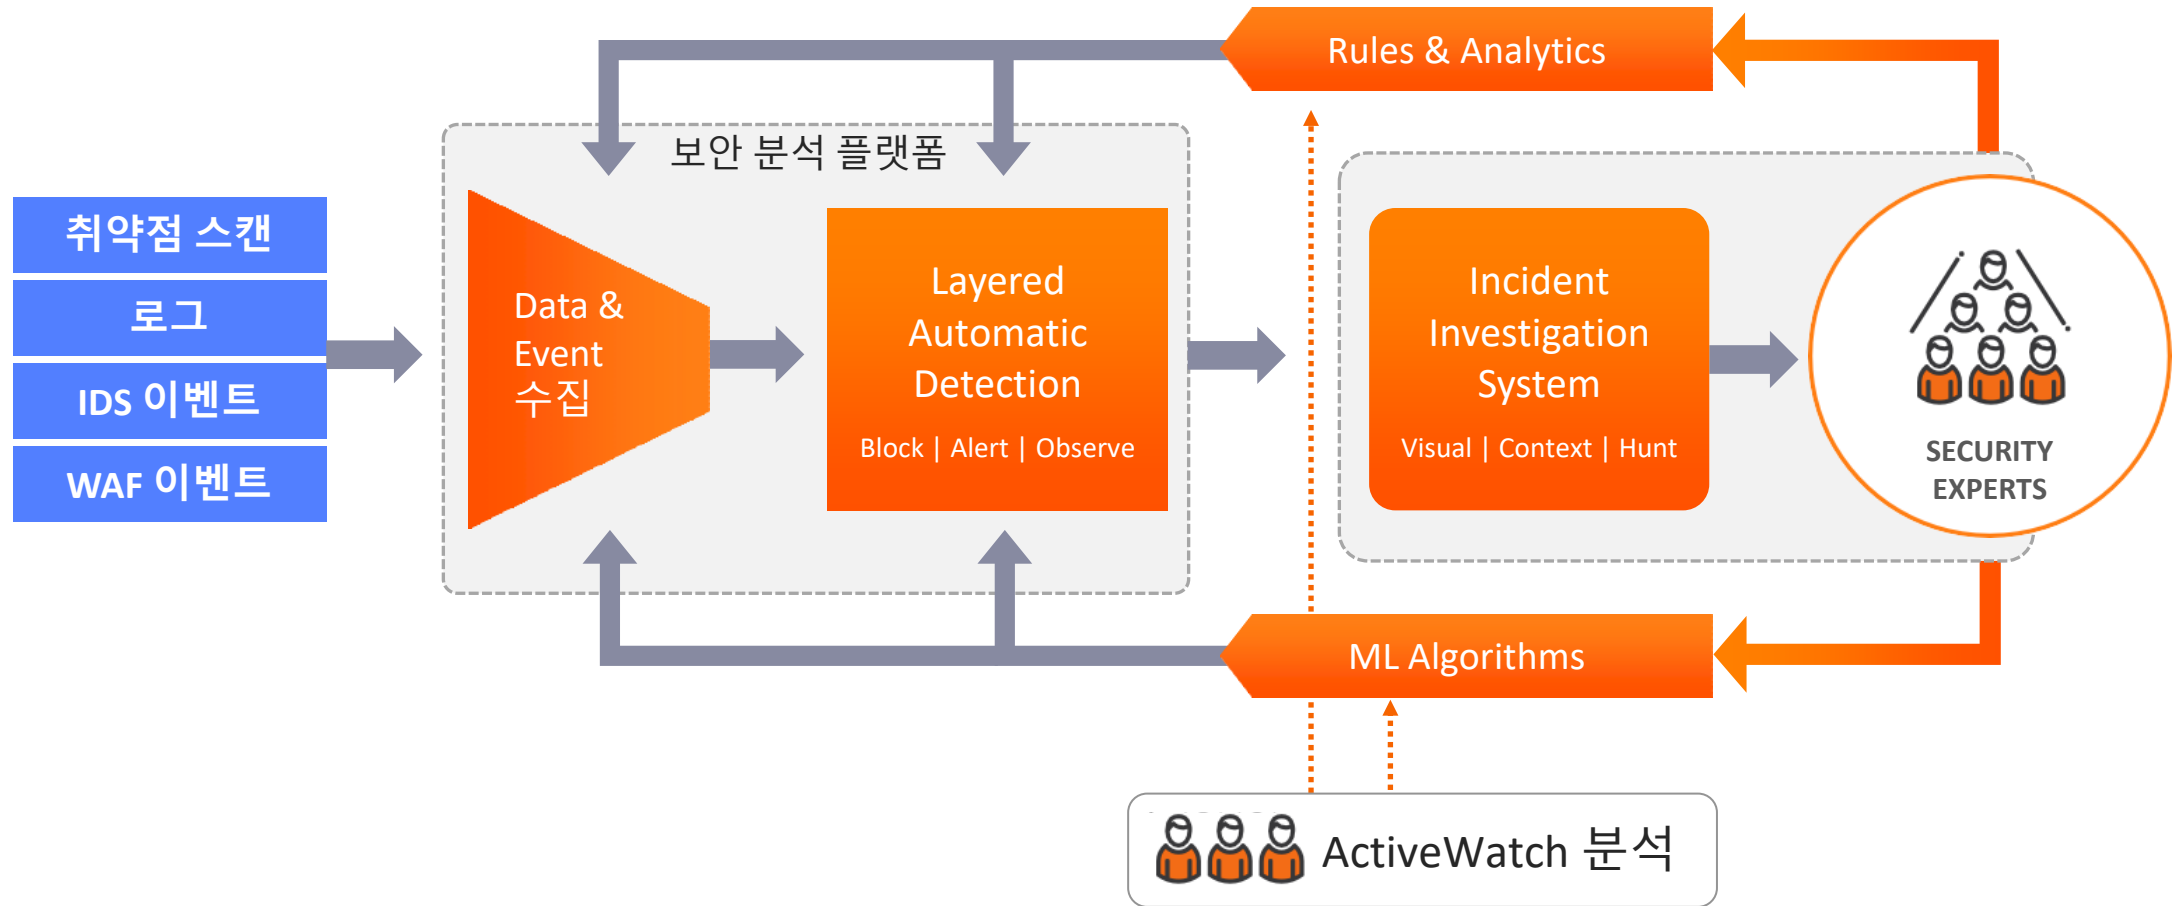 Rules & Analytics
보안 분석 플랫폼
취약점 스캔
로그
IDS 이벤트
WAF 이벤트
Data &
Event
수집
Layered
Automatic
Detection
Block | Alert | Observe
Incident
Investigation
System
Visual | Context | Hunt
SECURITY
EXPERTS
ML Algorithms
ActiveWatch 분석